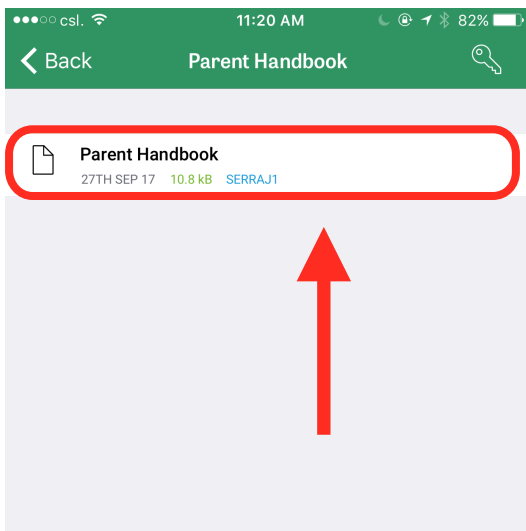 csl. 11:20 AM 82%
Back Parent Handbook
Parent Handbook
27TH SEP 17 10.8 kB SERRAJ1